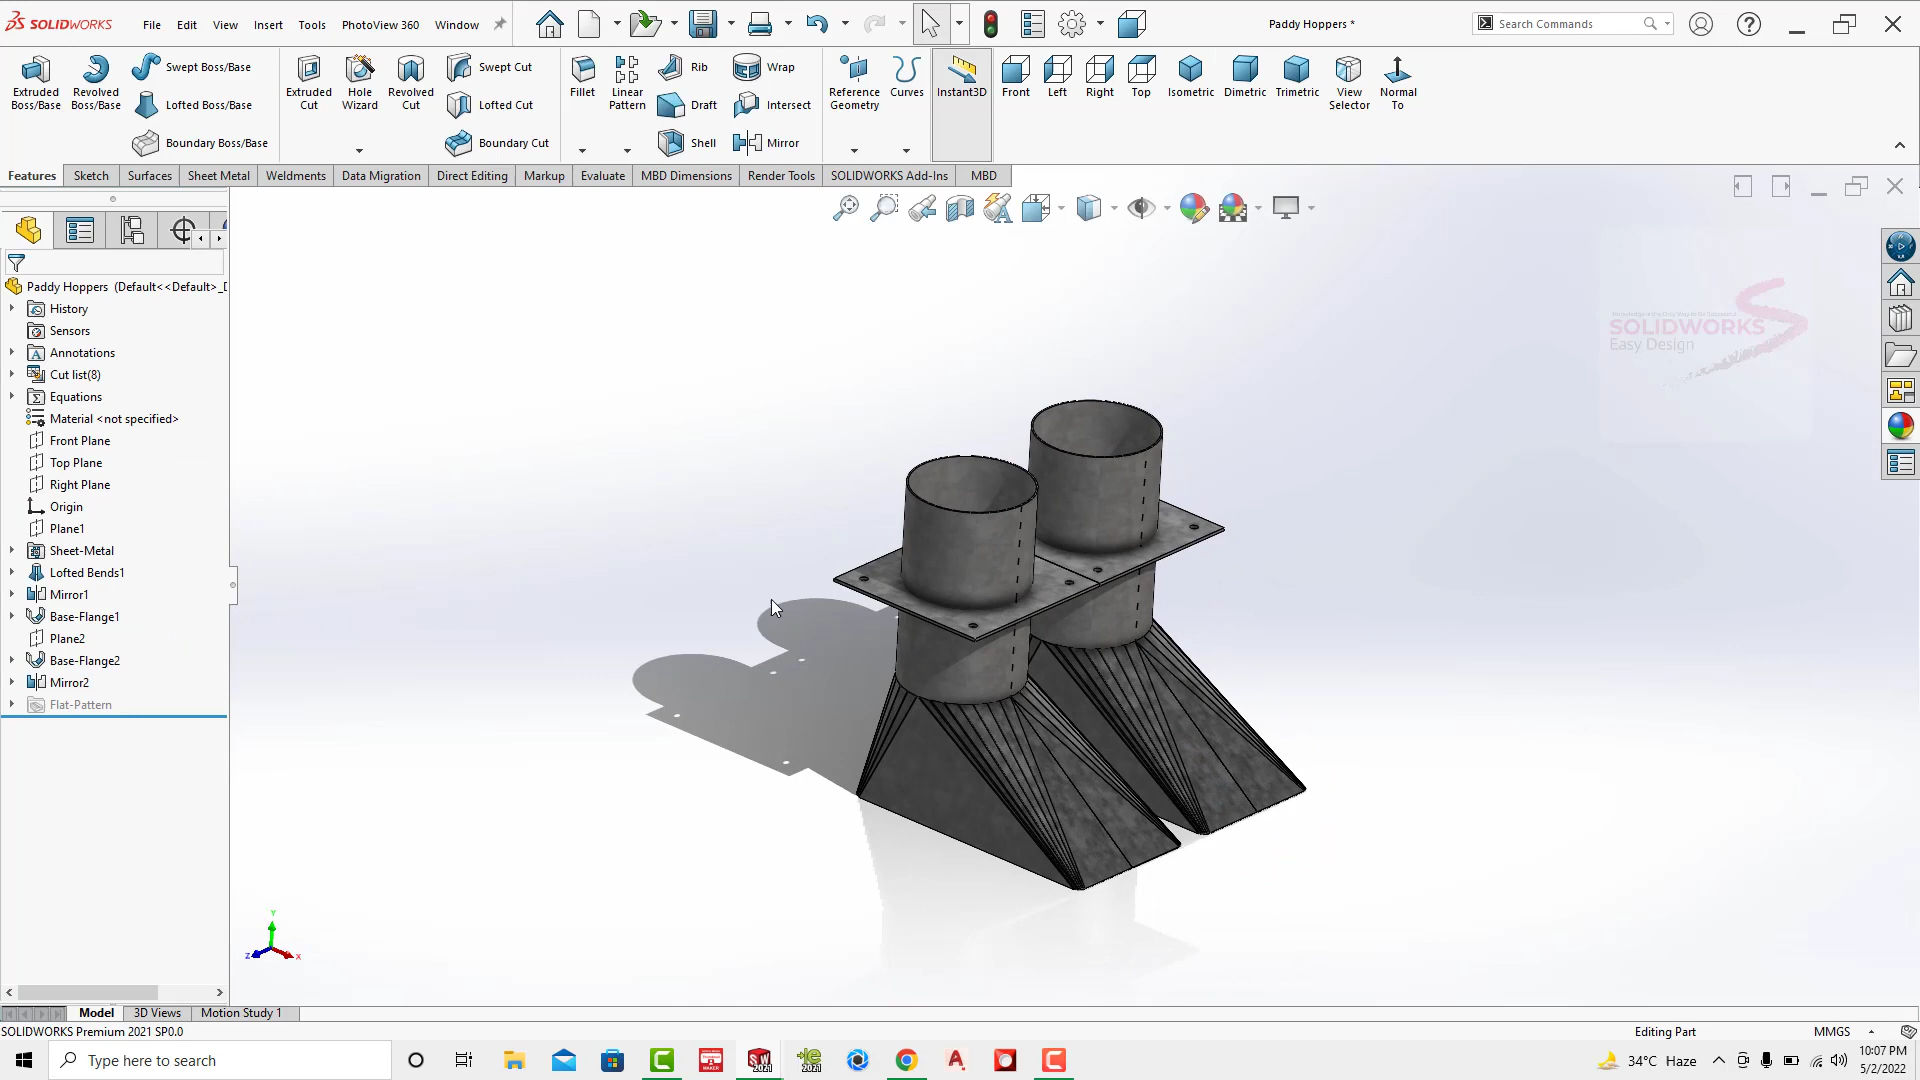 SOLIDWORKS File Edit View Insert Tools PhotoView 360 Window Paddy Hoppers * Search Commands
Extruded Boss/Base Revolved Boss/Base Swept Boss/Base Lofted Boss/Base Boundary Boss/Base
Extruded Cut Hole Wizard Revolved Cut Swept Cut Lofted Cut Boundary Cut
Fillet Linear Pattern Rib Draft Shell Wrap Intersect Mirror
Reference Geometry Curves Instant3D Front Left Right Top Isometric Dimetric Trimetric View Selector Normal To
Features Sketch Surfaces Sheet Metal Weldments Data Migration Direct Editing Markup Evaluate MBD Dimensions Render Tools SOLIDWORKS Add-Ins MBD
Paddy Hoppers (Default<<Default>_D
History
Sensors
Annotations
Cut list(8)
Equations
Material <not specified>
Front Plane
Top Plane
Right Plane
Origin
Plane1
Sheet-Metal
Lofted Bends1
Mirror1
Base-Flange1
Plane2
Base-Flange2
Mirror2
Flat-Pattern
SOLIDWORKS
Easy Design
Y
Z
X
Model 3D Views Motion Study 1
SOLIDWORKS Premium 2021 SP0.0 Editing Part MMGS
Type here to search 34°C Haze 10:07 PM
5/2/2022